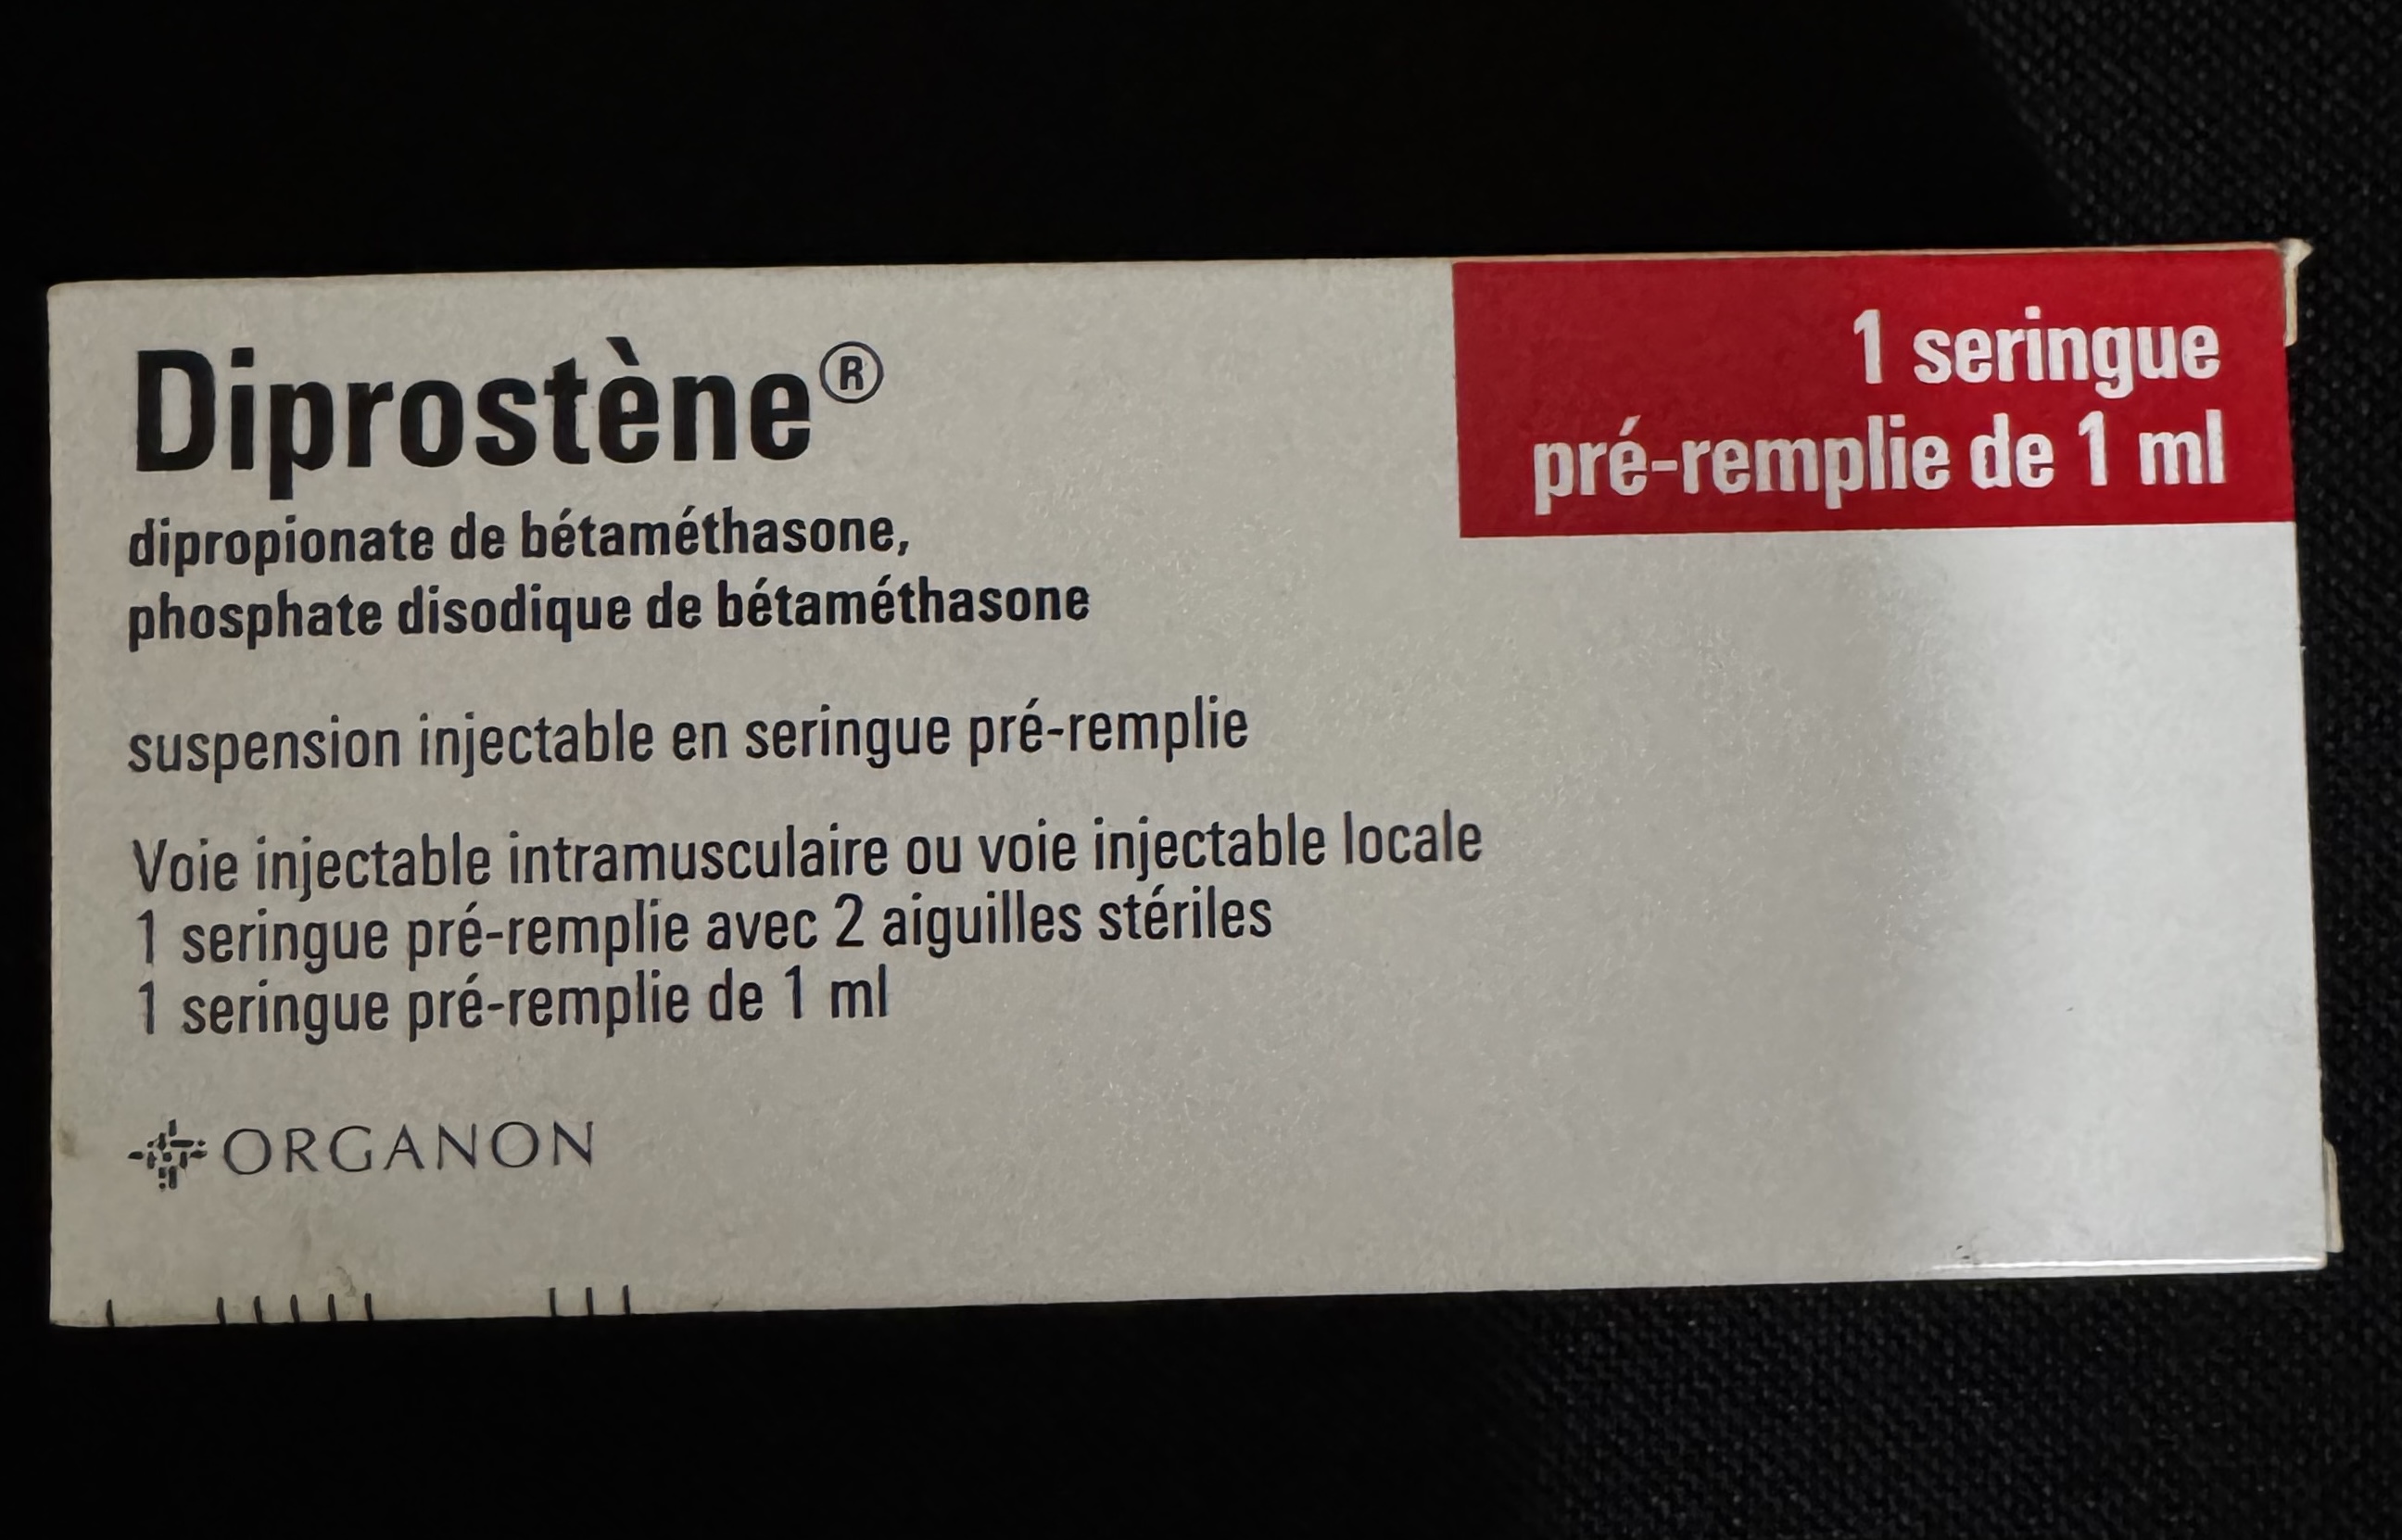 Diprostène®
1 seringue
pré-remplie de 1 ml
dipropionate de bétaméthasone,
phosphate disodique de bétaméthasone
suspension injectable en seringue pré-remplie
Voie injectable intramusculaire ou voie injectable locale
1 seringue pré-remplie avec 2 aiguilles stériles
1 seringue pré-remplie de 1 ml
ORGANON